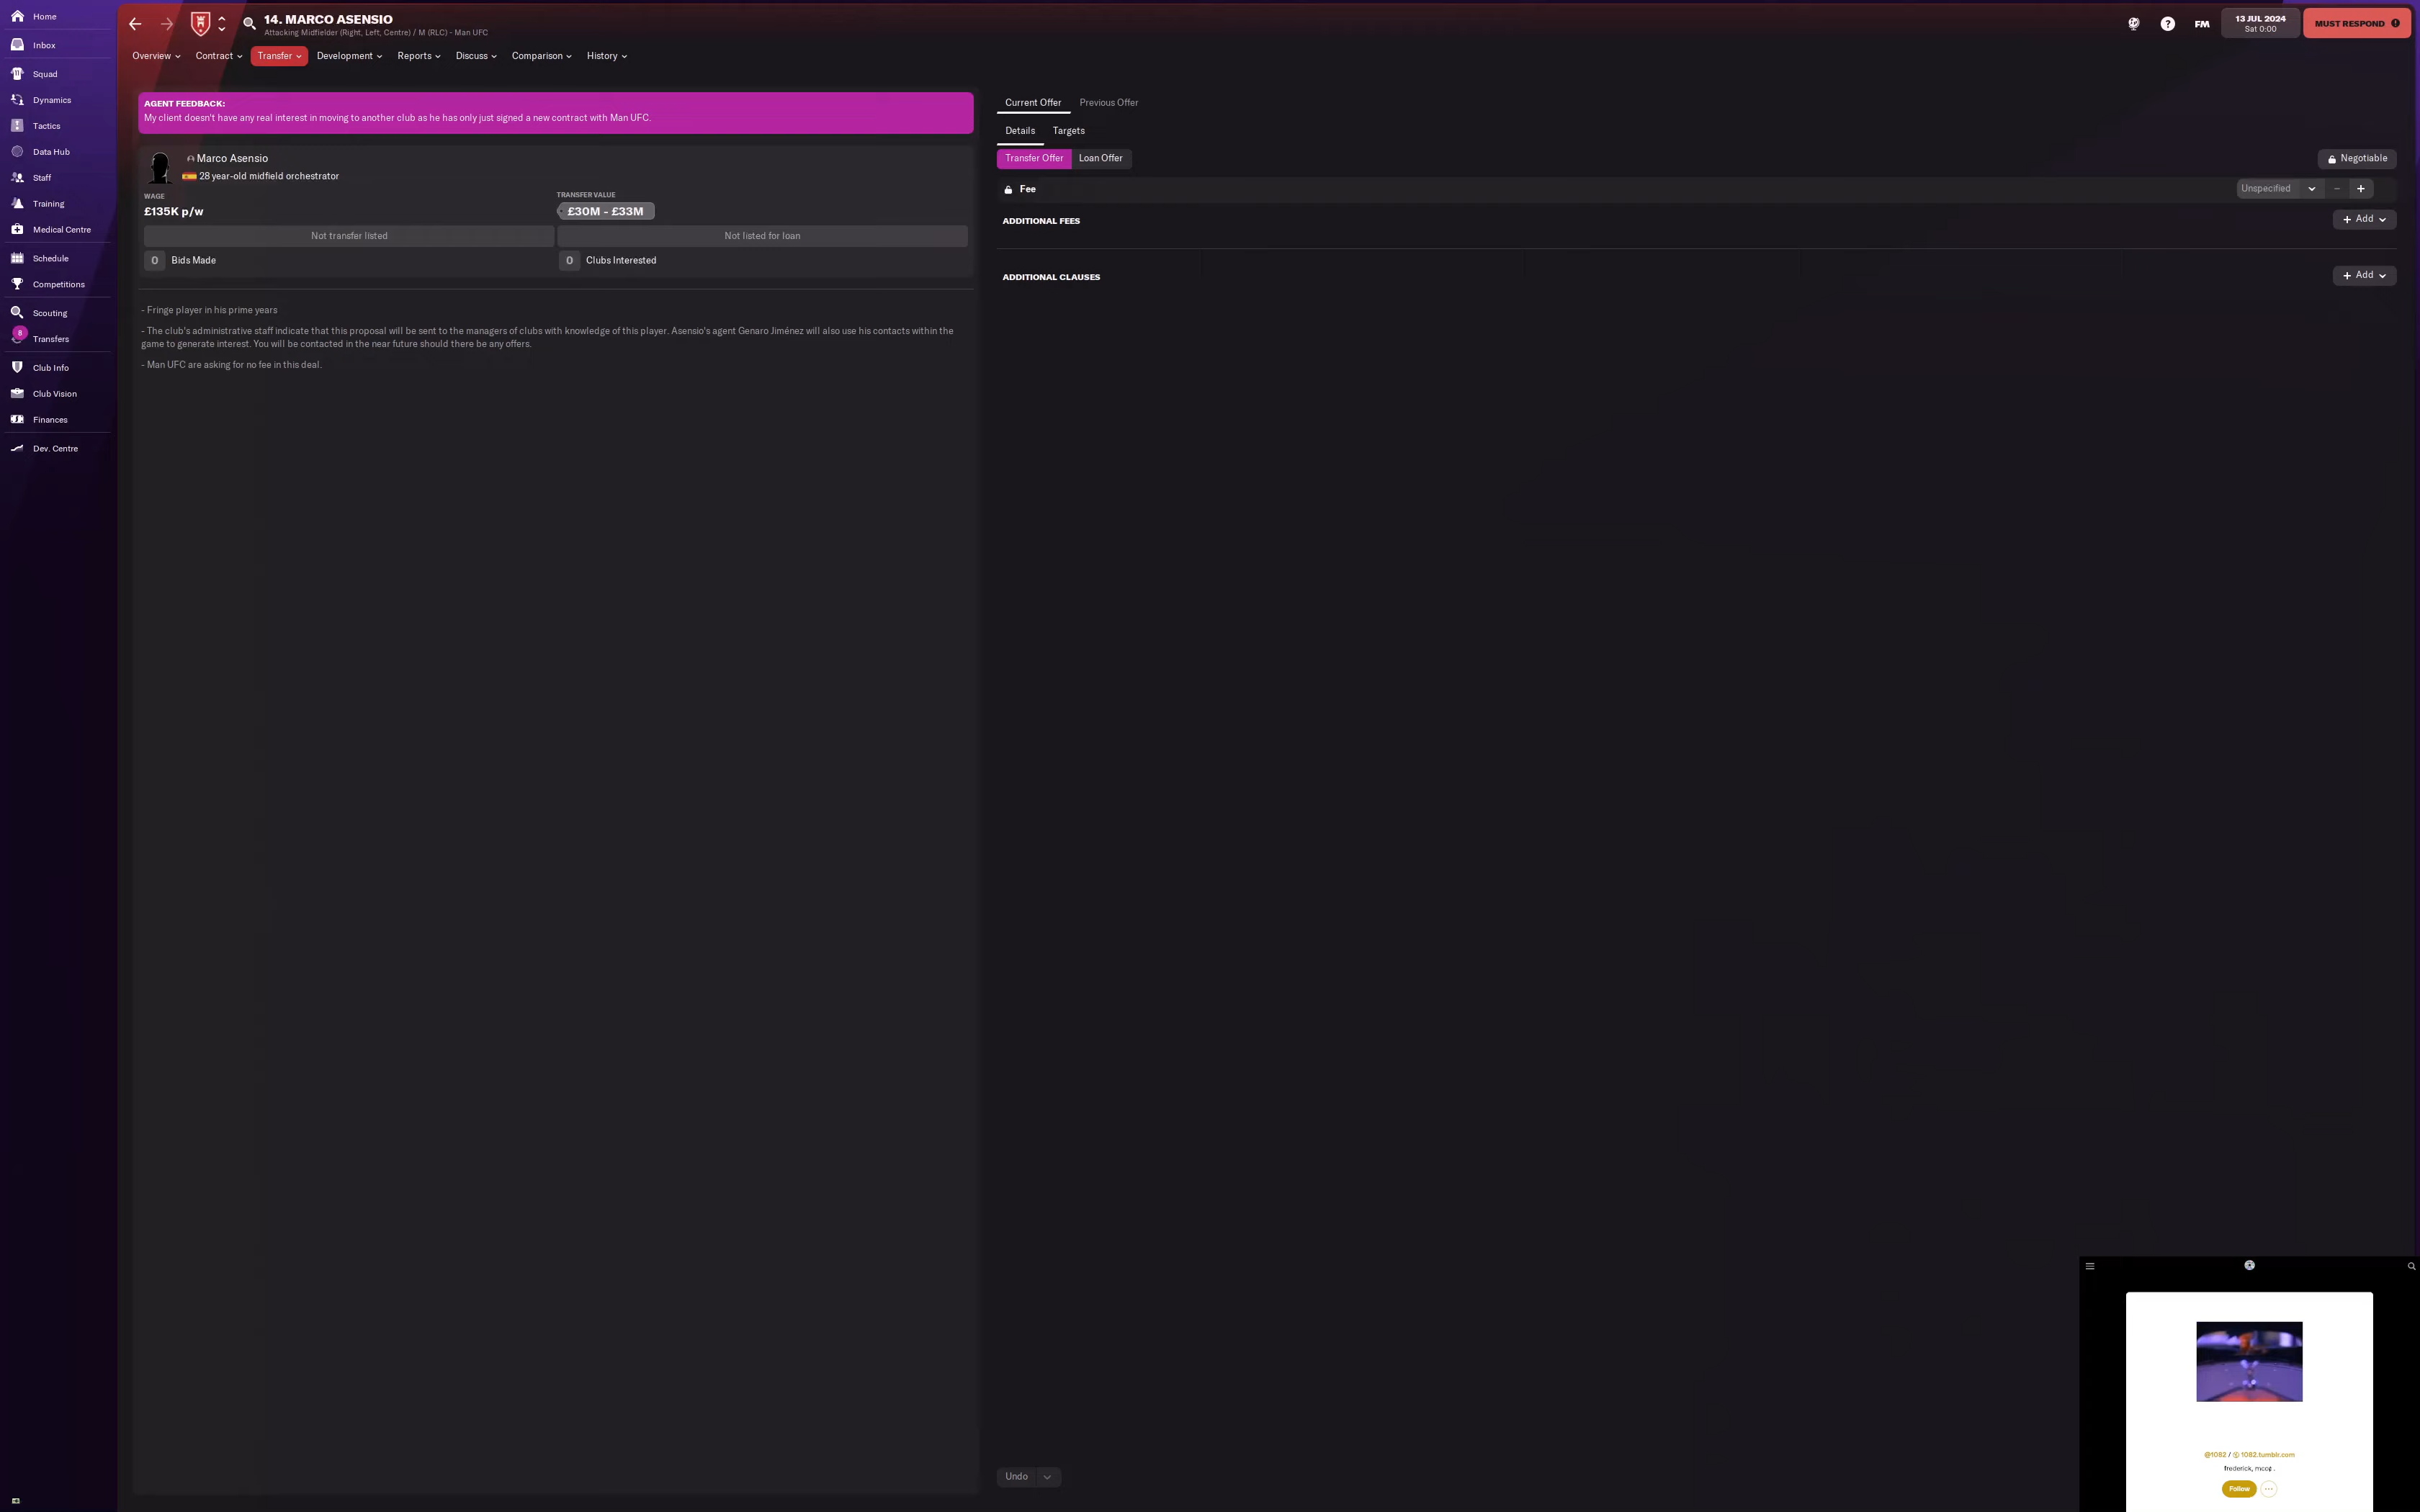 Home
Inbox
Squad
Dynamics
Tactics
Data Hub
Staff
Training
Medical Centre
Schedule
Competitions
Scouting
8
Transfers
Club Info
Club Vision
Finances
Dev. Centre
14. MARCO ASENSIO
Attacking Midfielder (Right, Left, Centre) / M (RLC) - Man UFC
FM
13 JUL 2024
Sat 0:00
MUST RESPOND
Overview Contract Transfer Development Reports Discuss Comparison History
AGENT FEEDBACK:
My client doesn't have any real interest in moving to another club as he has only just signed a new contract with Man UFC.
Marco Asensio
28 year-old midfield orchestrator
WAGE
£135K p/w
TRANSFER VALUE
£30M - £33M
Not transfer listed
Not listed for loan
0 Bids Made
0 Clubs Interested
- Fringe player in his prime years
- The club's administrative staff indicate that this proposal will be sent to the managers of clubs with knowledge of this player. Asensio's agent Genaro Jiménez will also use his contacts within the
game to generate interest. You will be contacted in the near future should there be any offers.
- Man UFC are asking for no fee in this deal.
Current Offer Previous Offer
Details Targets
Transfer Offer Loan Offer
Negotiable
Fee
Unspecified
ADDITIONAL FEES
Add
ADDITIONAL CLAUSES
Add
Undo
@1082 / 1082.tumblr.com
frederick,
Follow